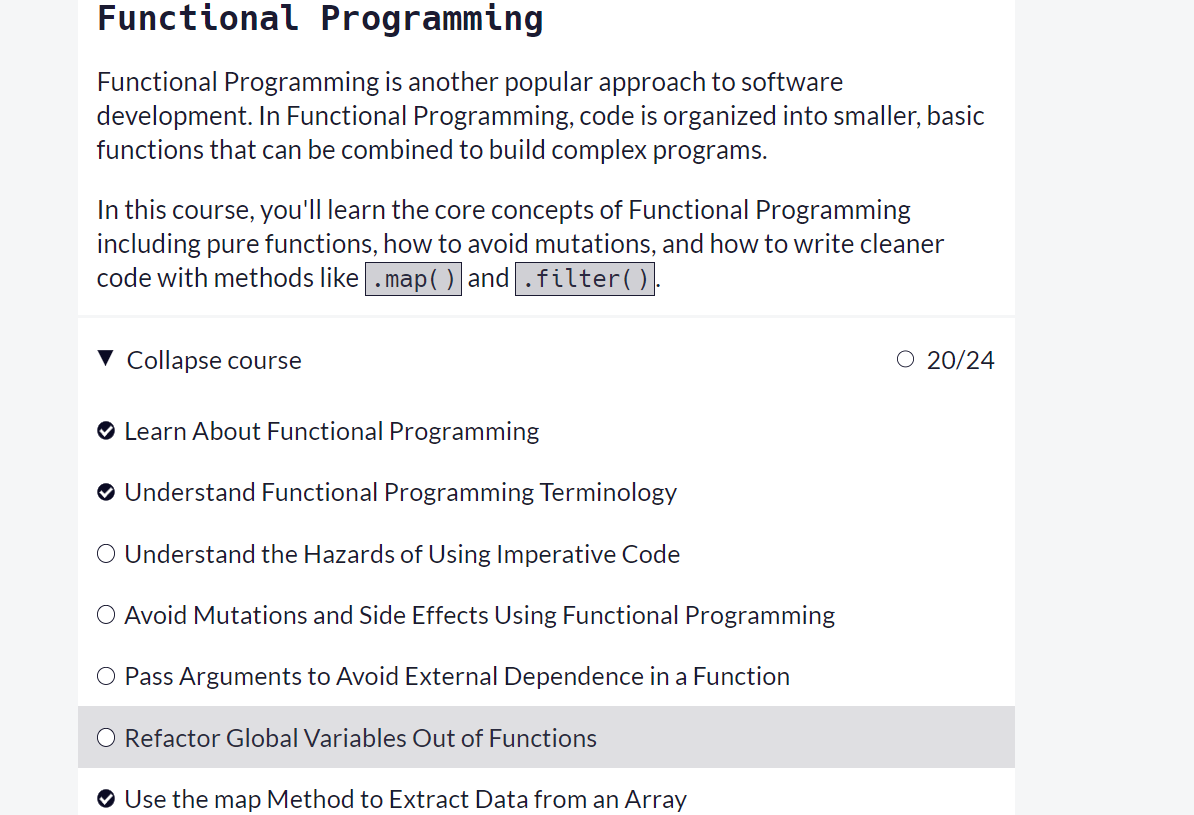 Functional Programming
Functional Programming is another popular approach to software
development. In Functional Programming, code is organized into smaller, basic
functions that can be combined to build complex programs.
In this course, you'll learn the core concepts of Functional Programming
including pure functions, how to avoid mutations, and how to write cleaner
code with methods like .map() and .filter().
Collapse course 20/24
Learn About Functional Programming
Understand Functional Programming Terminology
Understand the Hazards of Using Imperative Code
Avoid Mutations and Side Effects Using Functional Programming
Pass Arguments to Avoid External Dependence in a Function
Refactor Global Variables Out of Functions
Use the map Method to Extract Data from an Array